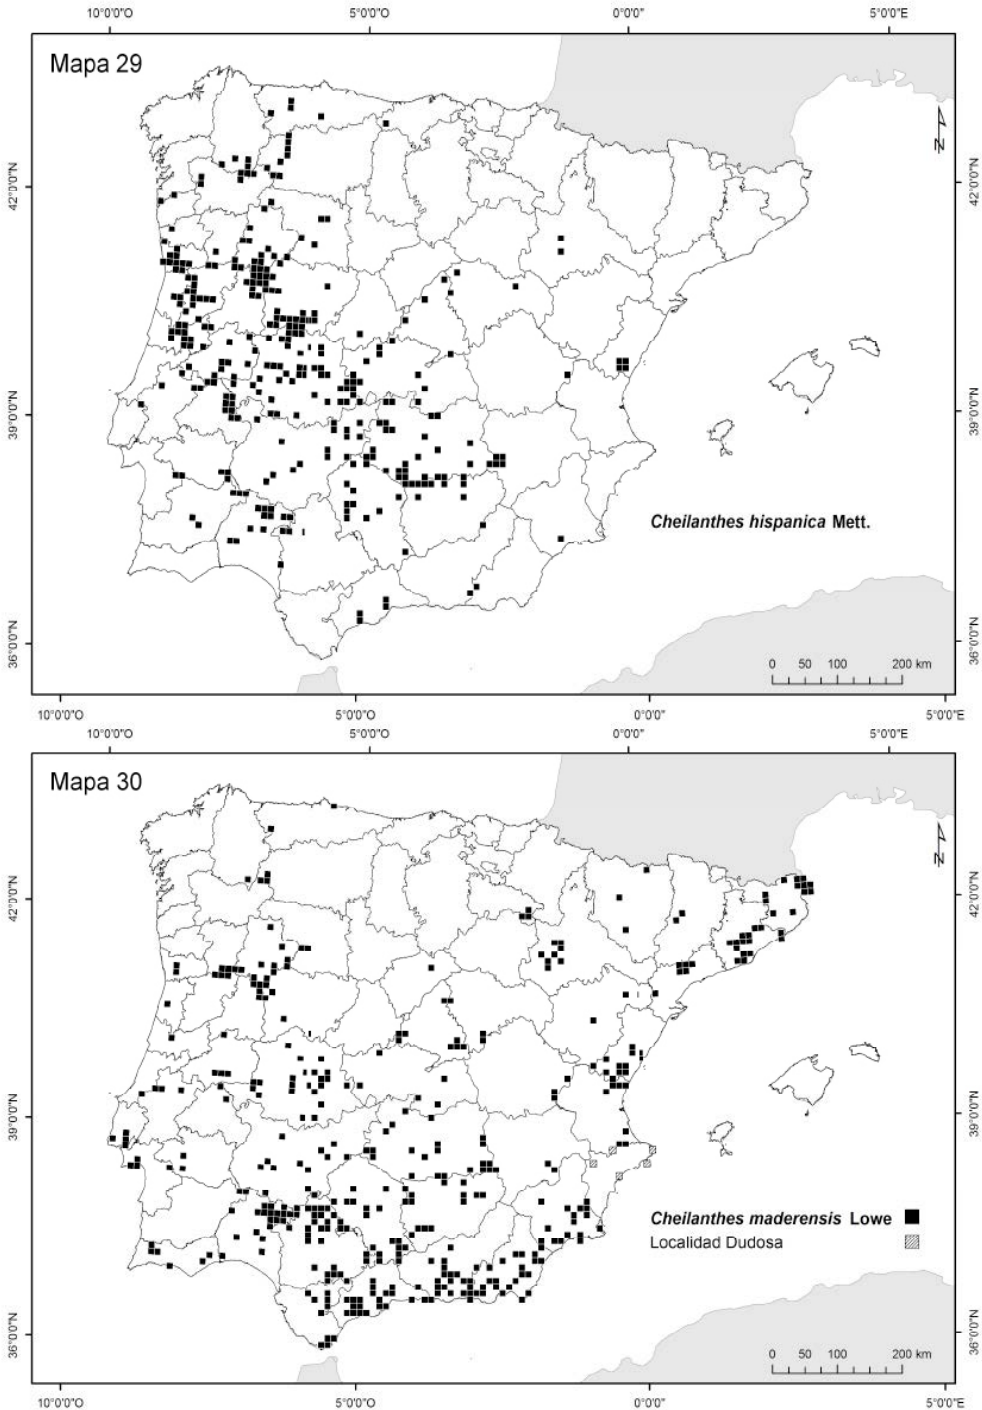 10°0'0"O 5°0'0"O 0°0'0" 5°0'0"E
Mapa 29
N
42°0'0"N 42°0'0"N
39°0'0"N 39°0'0"N
Cheilanthes hispanica Mett.
36°0'0"N 36°0'0"N
0 50 100 200 km
10°0'0"O 5°0'0"O 0°0'0" 5°0'0"E
10°0'0"O 5°0'0"O 0°0'0" 5°0'0"E
Mapa 30
N
42°0'0"N 42°0'0"N
39°0'0"N 39°0'0"N
Cheilanthes maderensis Lowe
Localidad Dudosa
36°0'0"N 36°0'0"N
0 50 100 200 km
10°0'0"O 5°0'0"O 0°0'0" 5°0'0"E